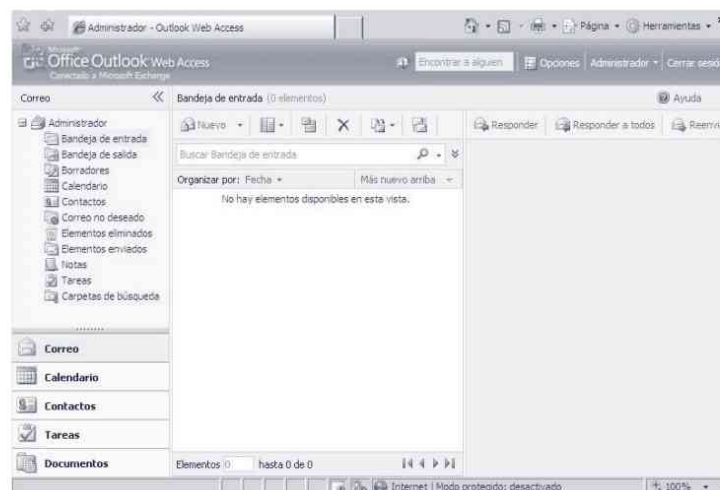 Administrador - Outlook Web Access
Página
Herramientas
Microsoft
Office Outlook Web Access
Conectado a Microsoft Exchange
Encontrar a alguien
Opciones
Administrador
Cerrar sesió
Correo
Bandeja de entrada (0 elementos)
Ayuda
Administrador
Bandeja de entrada
Bandeja de salida
Borradores
Calendario
Contactos
Correo no deseado
Elementos eliminados
Elementos enviados
Notas
Tareas
Carpetas de búsqueda
Nuevo
Responder
Responder a todos
Reenvi
Buscar Bandeja de entrada
Organizar por: Fecha
Más nuevo arriba
No hay elementos disponibles en esta vista.
Correo
Calendario
Contactos
Tareas
Documentos
Elementos 0 hasta 0 de 0
Internet | Modo protegido: desactivado
100%